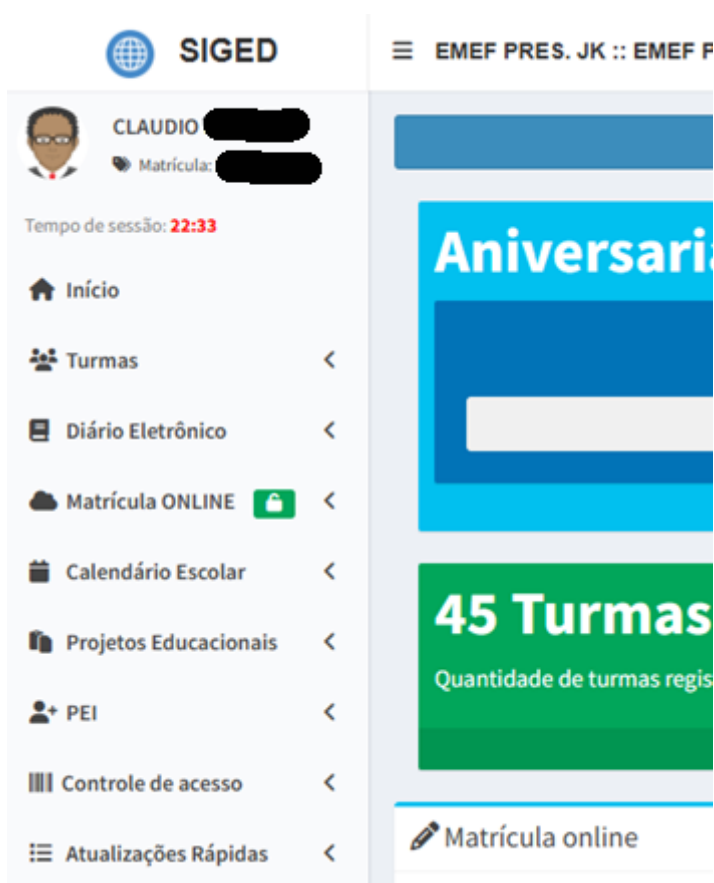 SIGED
EMEF PRES. JK :: EMEF
CLAUDIO
Matrícula:
Tempo de sessão: 22:33
Início
Turmas
Diário Eletrônico
Matrícula ONLINE
Calendário Escolar
Projetos Educacionais
PEI
Controle de acesso
Atualizações Rápidas
Aniversari
45 Turmas
Quantidade de turmas regis
Matrícula online